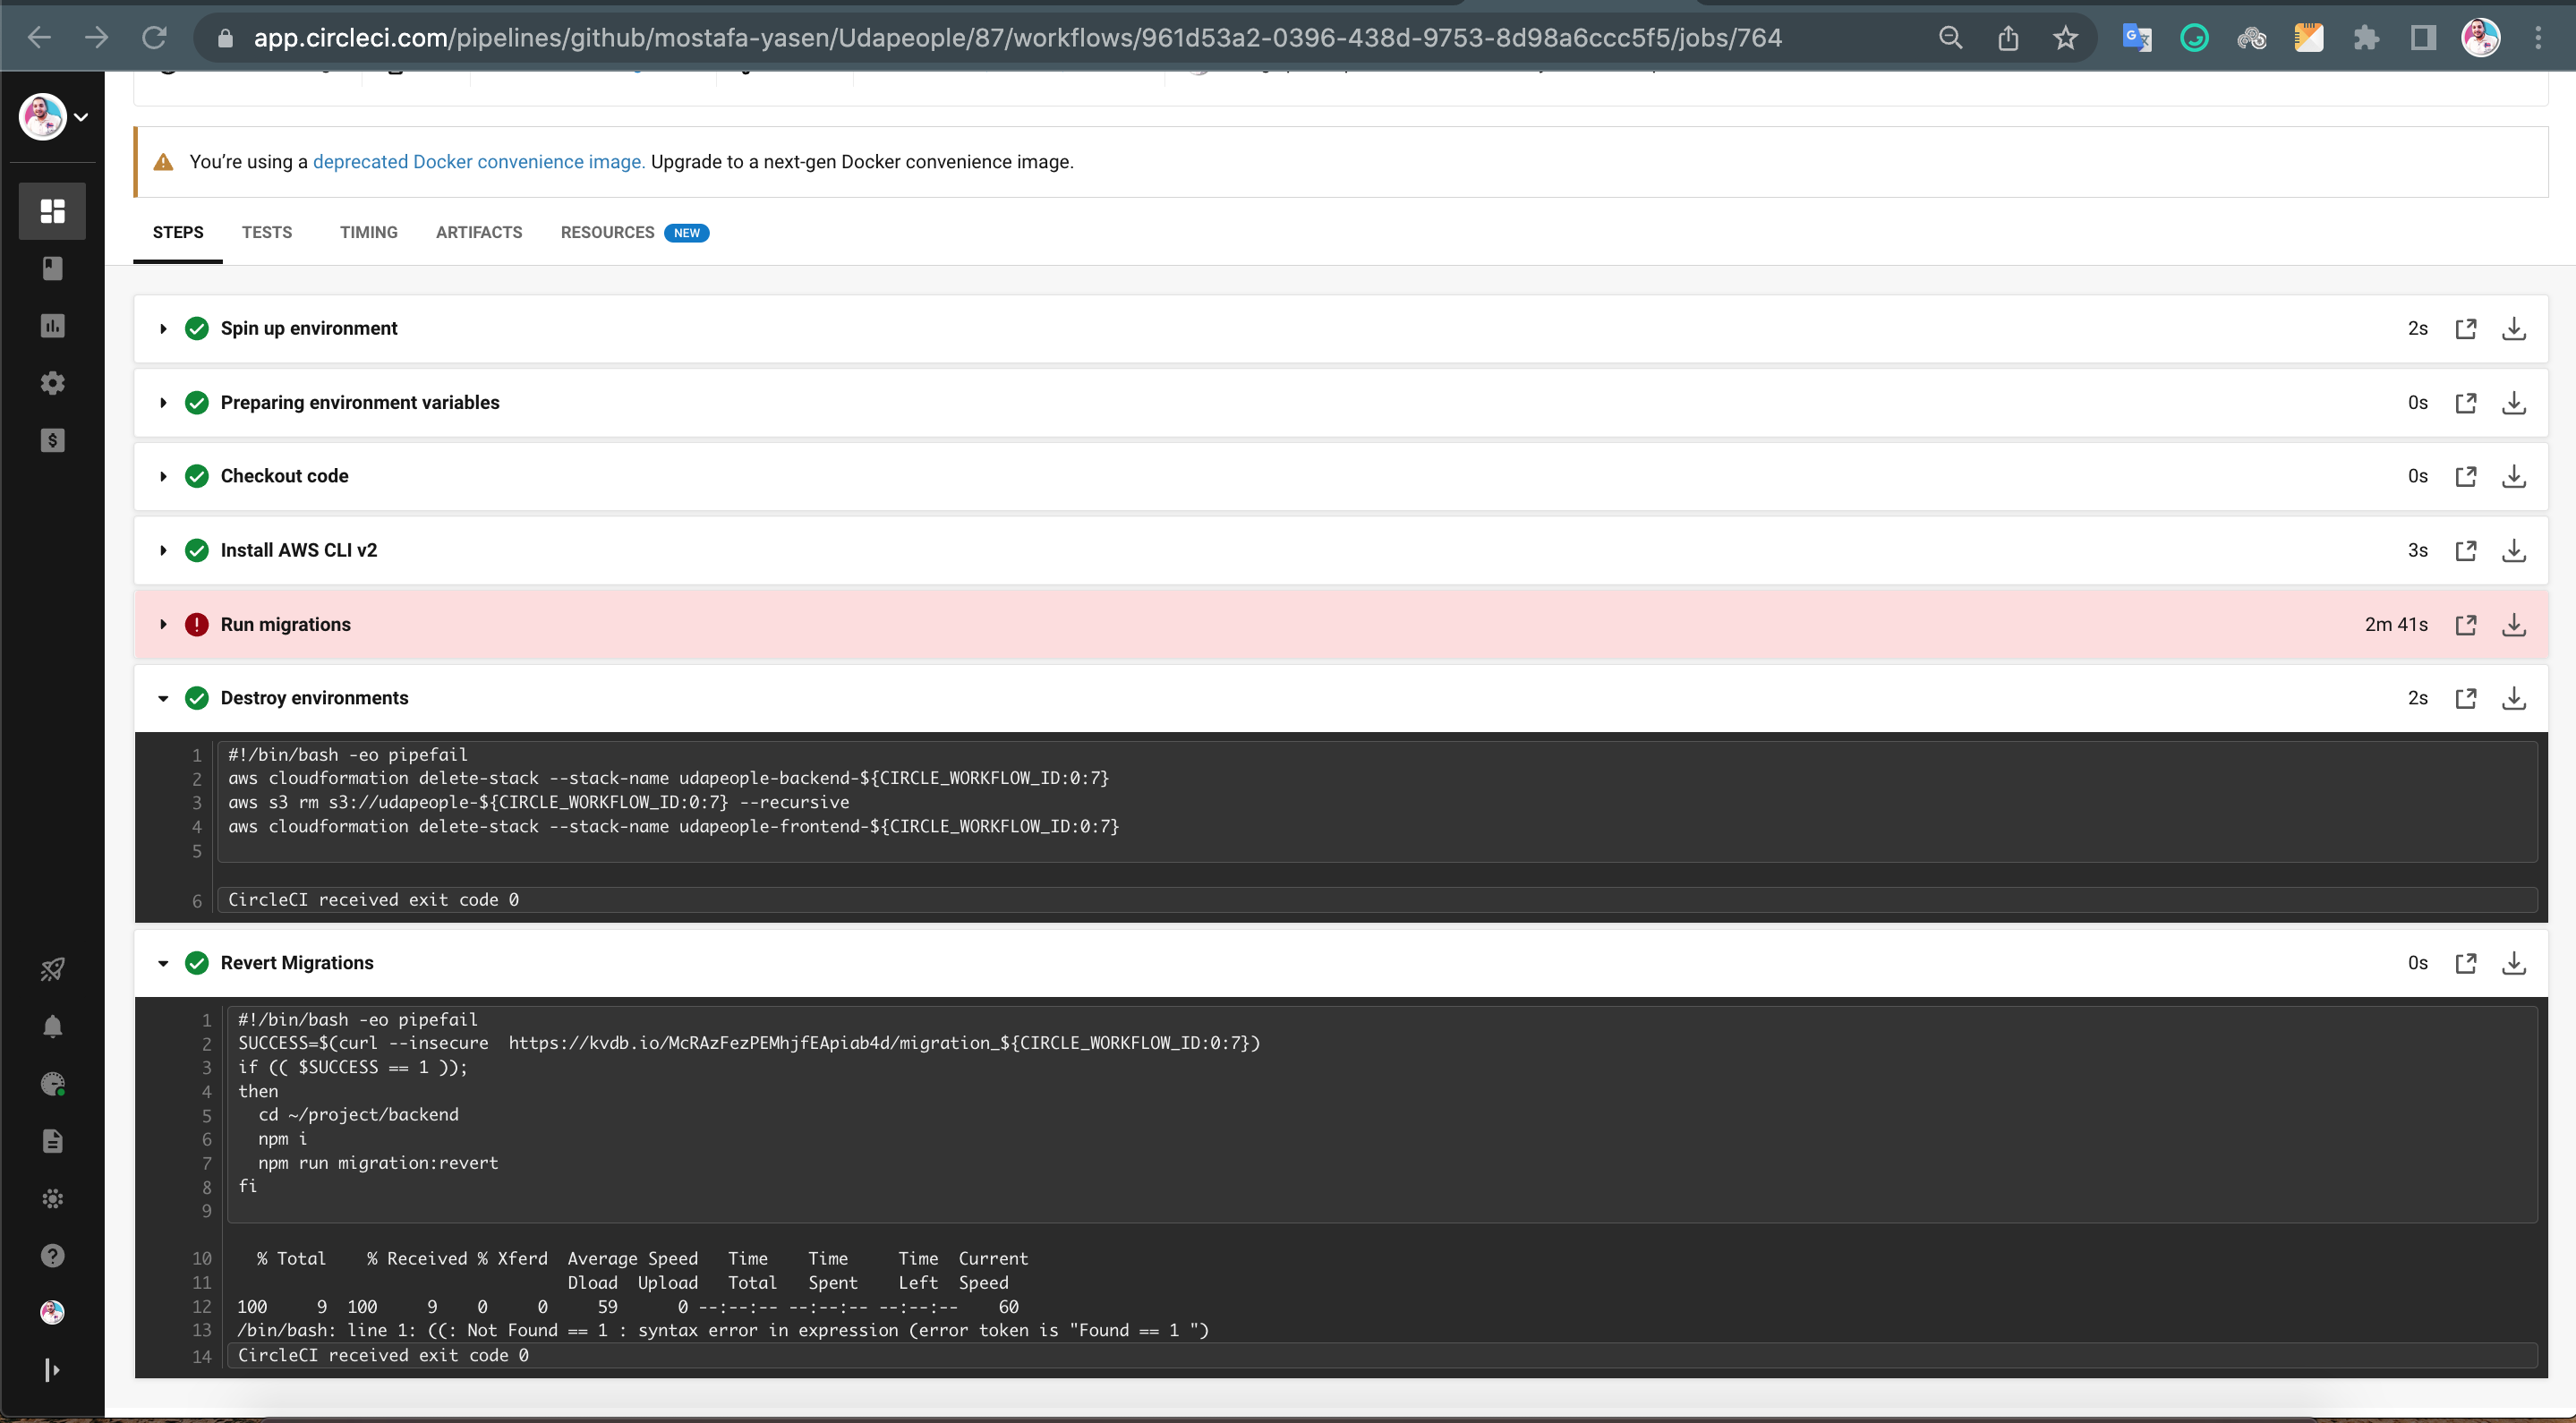 app.circleci.com/pipelines/github/mostafa-yasen/Udapeople/87/workflows/961d53a2-0396-438d-9753-8d98a6ccc5f5/jobs/764
You’re using a deprecated Docker convenience image. Upgrade to a next-gen Docker convenience image.
STEPS TESTS TIMING ARTIFACTS RESOURCES NEW
Spin up environment 2s
Preparing environment variables 0s
Checkout code 0s
Install AWS CLI v2 3s
Run migrations 2m 41s
Destroy environments 2s
1 #!/bin/bash -eo pipefail
2 aws cloudformation delete-stack --stack-name udapeople-backend-${CIRCLE_WORKFLOW_ID:0:7}
3 aws s3 rm s3://udapeople-${CIRCLE_WORKFLOW_ID:0:7} --recursive
4 aws cloudformation delete-stack --stack-name udapeople-frontend-${CIRCLE_WORKFLOW_ID:0:7}
5
6 CircleCI received exit code 0
Revert Migrations 0s
1 #!/bin/bash -eo pipefail
2 SUCCESS=$(curl --insecure  https://kvdb.io/McRAzFezPEMhjfEApiab4d/migration_${CIRCLE_WORKFLOW_ID:0:7})
3 if (( $SUCCESS == 1 ));
4 then
5   cd ~/project/backend
6   npm i
7   npm run migration:revert
8 fi
9
10   % Total    % Received % Xferd  Average Speed   Time    Time     Time  Current
11                                  Dload  Upload   Total   Spent    Left  Speed
12 100     9  100     9    0     0     59      0 --:--:-- --:--:-- --:--:--    60
13 /bin/bash: line 1: ((: Not Found == 1 : syntax error in expression (error token is "Found == 1 ")
14 CircleCI received exit code 0